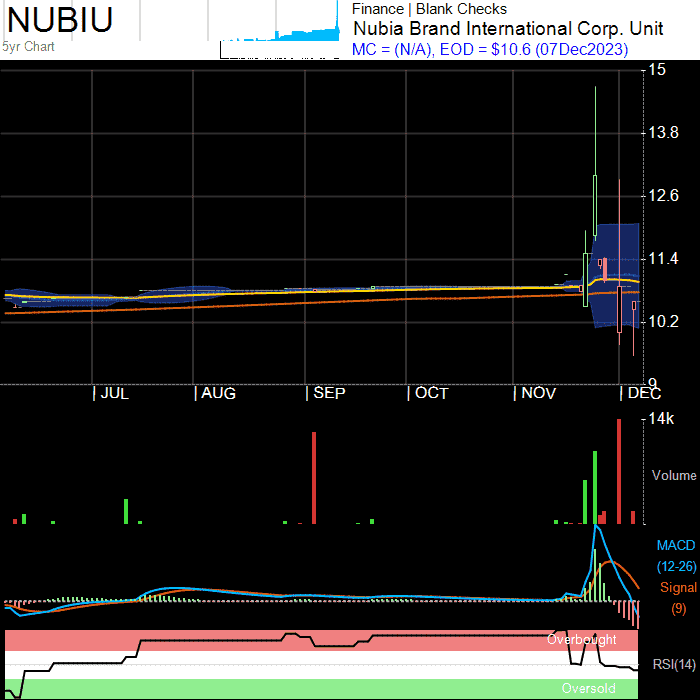 NUBIU
5yr Chart
Finance | Blank Checks
Nubia Brand International Corp. Unit
MC = (N/A), EOD = $10.6 (07Dec2023)
15
13.8
12.6
11.4
10.2
9
JUL
AUG
SEP
OCT
NOV
DEC
14k
Volume
MACD
(12-26)
Signal
(9)
Overbought
RSI(14)
Oversold